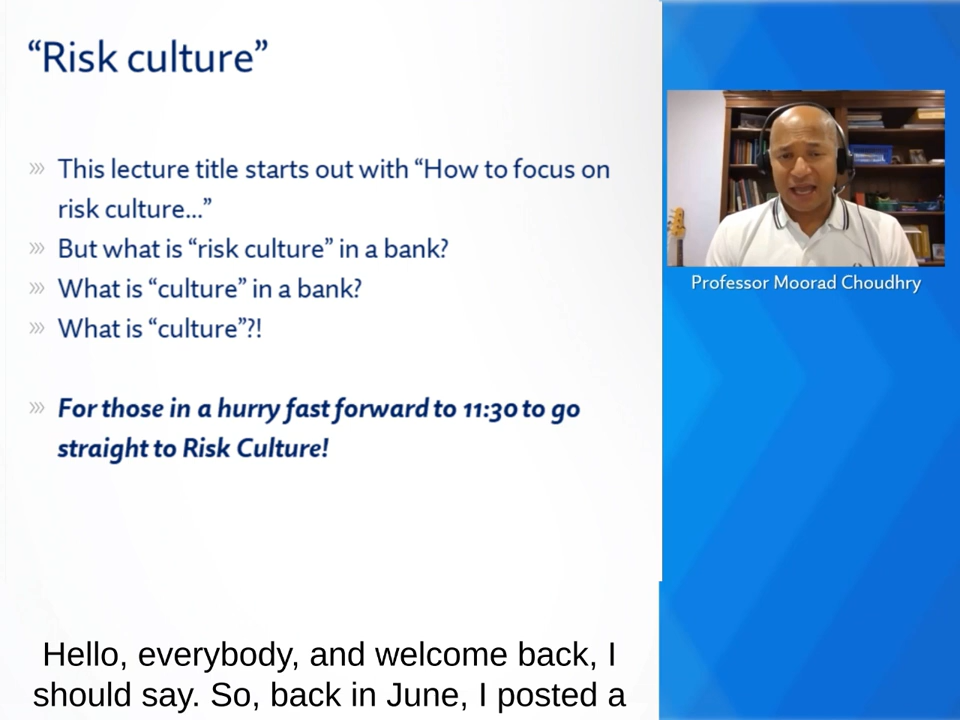 “Risk culture”
This lecture title starts out with “How to focus on
risk culture...”
But what is “risk culture” in a bank?
What is “culture” in a bank?
What is “culture”?!
For those in a hurry fast forward to 11:30 to go
straight to Risk Culture!
Professor Moorad Choudhry
Hello, everybody, and welcome back, I
should say. So, back in June, I posted a